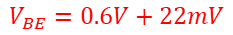 V_BE = 0.6V + 22mV